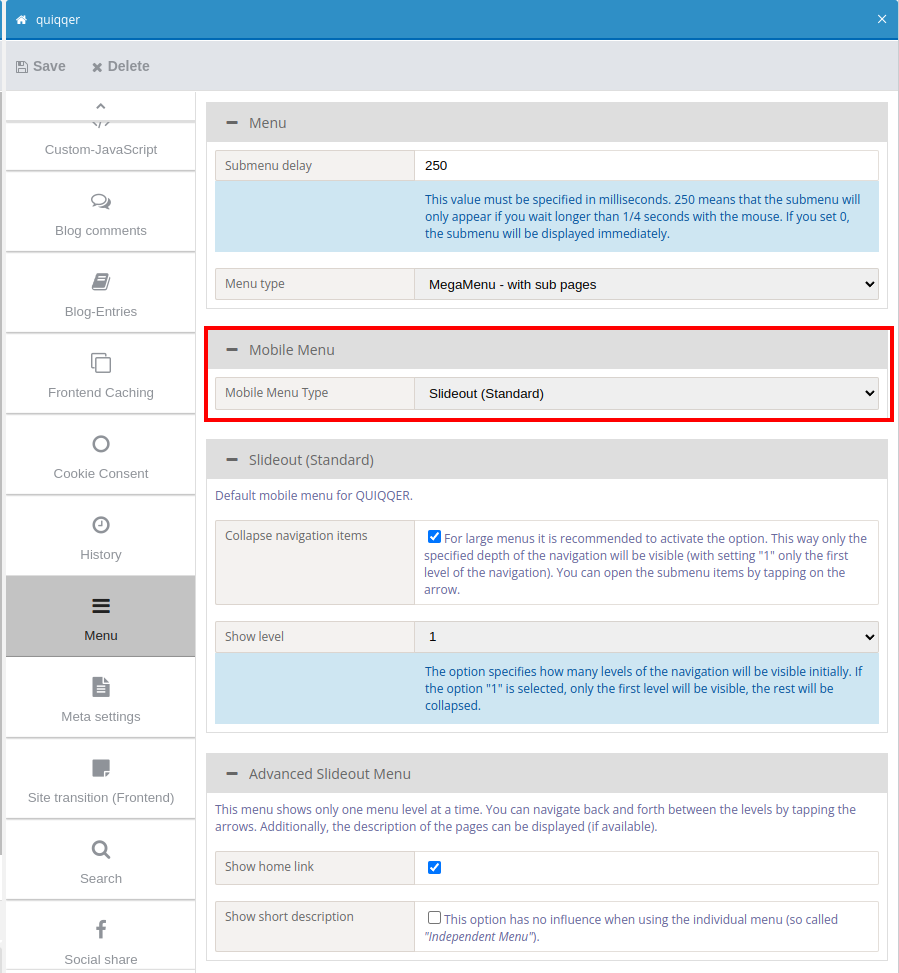 quiqqer
Save
Delete
Custom-JavaScript
Blog comments
Blog-Entries
Frontend Caching
Cookie Consent
History
Menu
Meta settings
Site transition (Frontend)
Search
Social share
Menu
Submenu delay
250
This value must be specified in milliseconds. 250 means that the submenu will
only appear if you wait longer than 1/4 seconds with the mouse. If you set 0,
the submenu will be displayed immediately.
Menu type
MegaMenu - with sub pages
Mobile Menu
Mobile Menu Type
Slideout (Standard)
Slideout (Standard)
Default mobile menu for QUIQQER.
Collapse navigation items
For large menus it is recommended to activate the option. This way only the
specified depth of the navigation will be visible (with setting "1" only the first
level of the navigation). You can open the submenu items by tapping on the
arrow.
Show level
1
The option specifies how many levels of the navigation will be visible initially. If
the option "1" is selected, only the first level will be visible, the rest will be
collapsed.
Advanced Slideout Menu
This menu shows only one menu level at a time. You can navigate back and forth between the levels by tapping the
arrows. Additionally, the description of the pages can be displayed (if available).
Show home link
Show short description
This option has no influence when using the individual menu (so called
"Independent Menu").